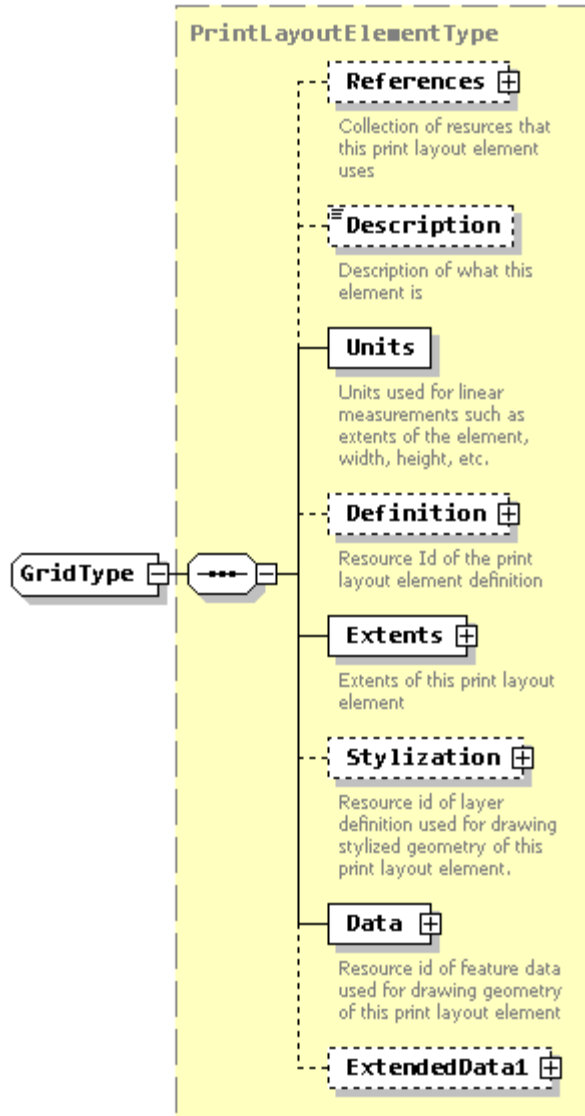 PrintLayoutElementType
References
Collection of resurces that
this print layout element
uses
Description
Description of what this
element is
Units
Units used for linear
measurements such as
extents of the element,
width, height, etc.
Definition
Resource Id of the print
layout element definition
GridType
Extents
Extents of this print layout
element
Stylization
Resource id of layer
definition used for drawing
stylized geometry of this
print layout element.
Data
Resource id of feature data
used for drawing geometry
of this print layout element
ExtendedData1